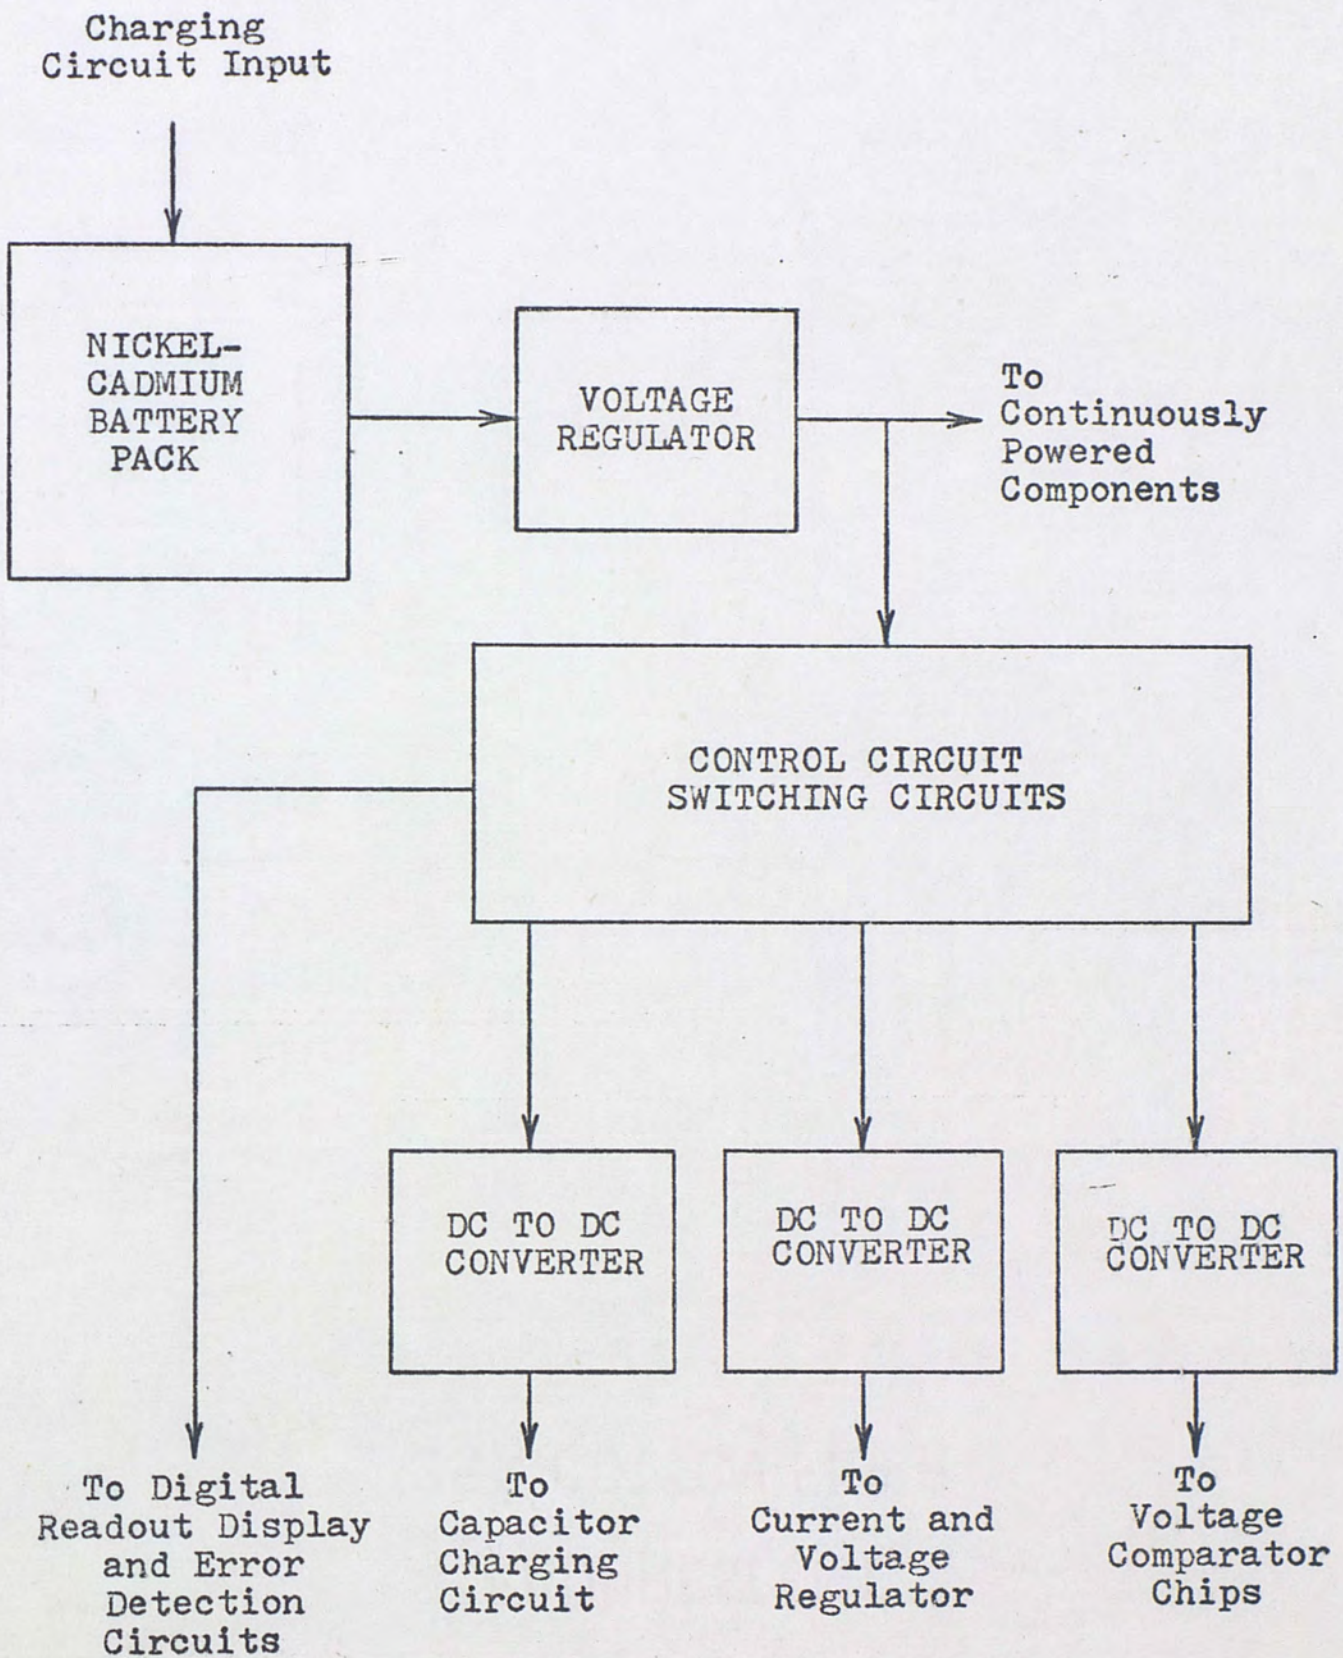 Charging
Circuit Input
NICKEL-
CADMIUM
BATTERY
PACK
VOLTAGE
REGULATOR
To
Continuously
Powered
Components
CONTROL CIRCUIT
SWITCHING CIRCUITS
DC TO DC
CONVERTER
DC TO DC
CONVERTER
DC TO DC
CONVERTER
To Digital
Readout Display
and Error
Detection
Circuits
To
Capacitor
Charging
Circuit
To
Current and
Voltage
Regulator
To
Voltage
Comparator
Chips